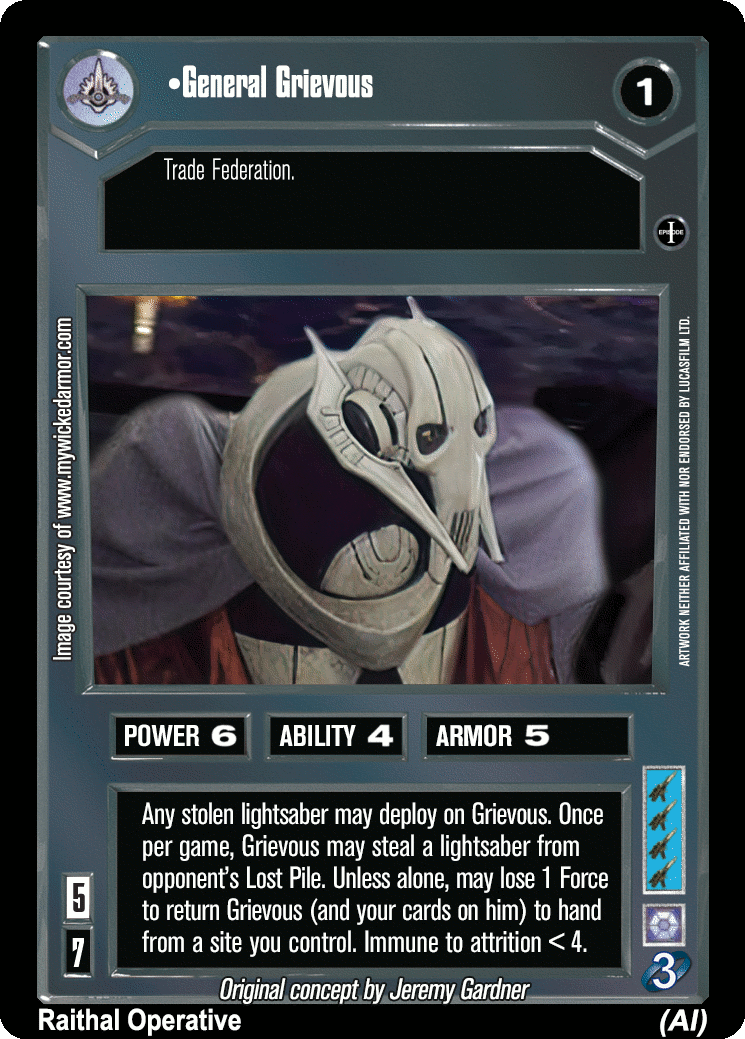 •General Grievous
1
Trade Federation.
EPISODE
I
Image courtesy of www.mywickedarmor.com
ARTWORK NEITHER AFFILIATED WITH NOR ENDORSED BY LUCASFILM LTD.
POWER 6 ABILITY 4 ARMOR 5
Any stolen lightsaber may deploy on Grievous. Once
per game, Grievous may steal a lightsaber from
opponent's Lost Pile. Unless alone, may lose 1 Force
to return Grievous (and your cards on him) to hand
from a site you control. Immune to attrition < 4.
5
7
3
Original concept by Jeremy Gardner
Raithal Operative (AI)